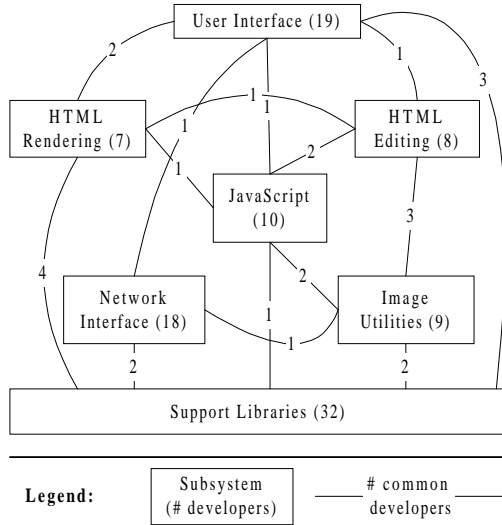 User Interface (19)
2
1
3
HTML
Rendering (7)
1
1
1
HTML
Editing (8)
1
2
JavaScript
(10)
3
4
2
Network
Interface (18)
1
1
Image
Utilities (9)
2
2
Support Libraries (32)
Legend:
Subsystem
(# developers)
# common
developers